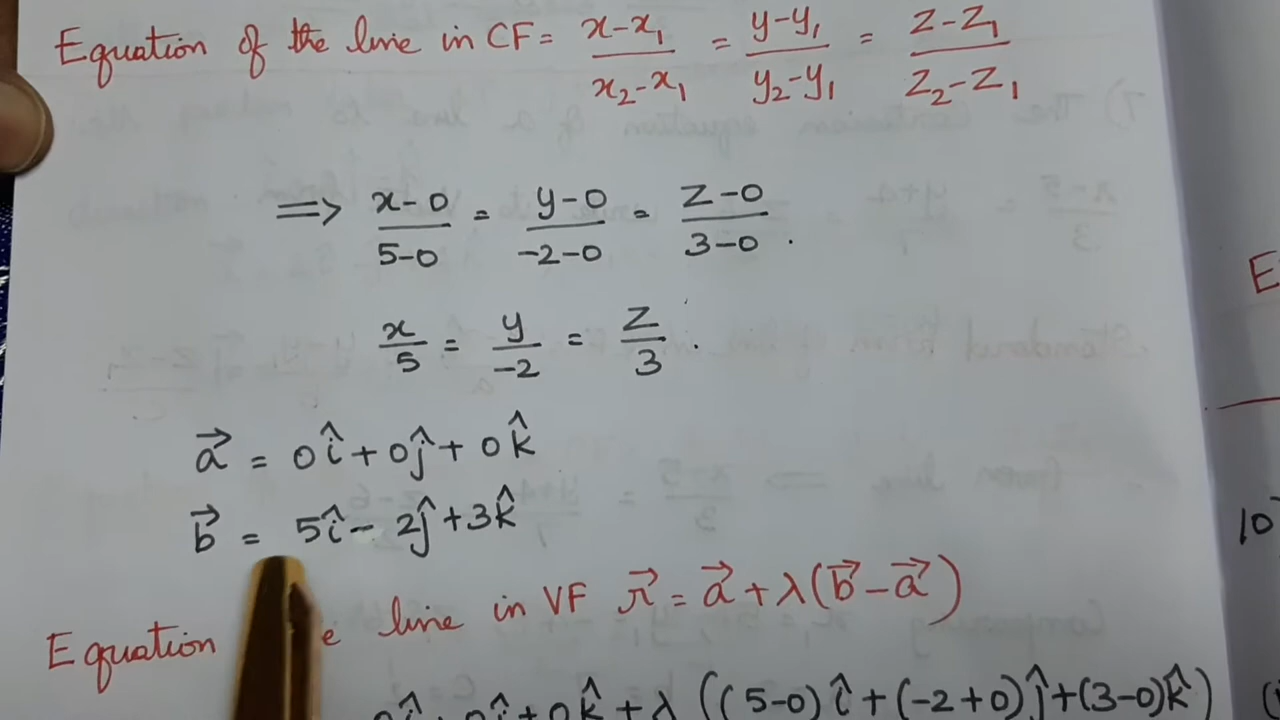 Equation of the line in CF = x-x₁/x₂-x₁ = y-y₁/y₂-y₁ = z-z₁/z₂-z₁
⇒ x-0/5-0 = y-0/-2-0 = z-0/3-0 .
x/5 = y/-2 = z/3 .
a⃗ = 0î + 0ĵ + 0k̂
b⃗ = 5î - 2ĵ + 3k̂
Equation line in VF r⃗ = a⃗ + λ(b⃗ - a⃗)
+ 0k̂ + λ ((5-0)î + (-2+0)ĵ + (3-0)k̂)
E
10